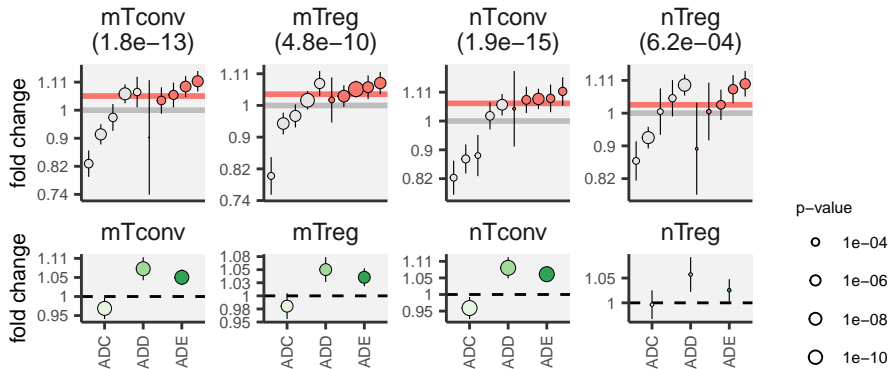 mTconv
(1.8e−13)
mTreg
(4.8e−10)
nTconv
(1.9e−15)
nTreg
(6.2e−04)
fold change
1.11
1
0.9
0.82
0.74
1.11
1
0.9
0.82
0.74
1.11
1
0.9
0.82
1.11
1
0.9
0.82
mTconv
mTreg
nTconv
nTreg
fold change
1.11
1.05
1
0.95
1.08
1.05
1.03
1
0.98
0.95
1.11
1.05
1
0.95
1.05
1
ADC
ADD
ADE
ADC
ADD
ADE
ADC
ADD
ADE
ADC
ADD
ADE
p−value
1e−04
1e−06
1e−08
1e−10